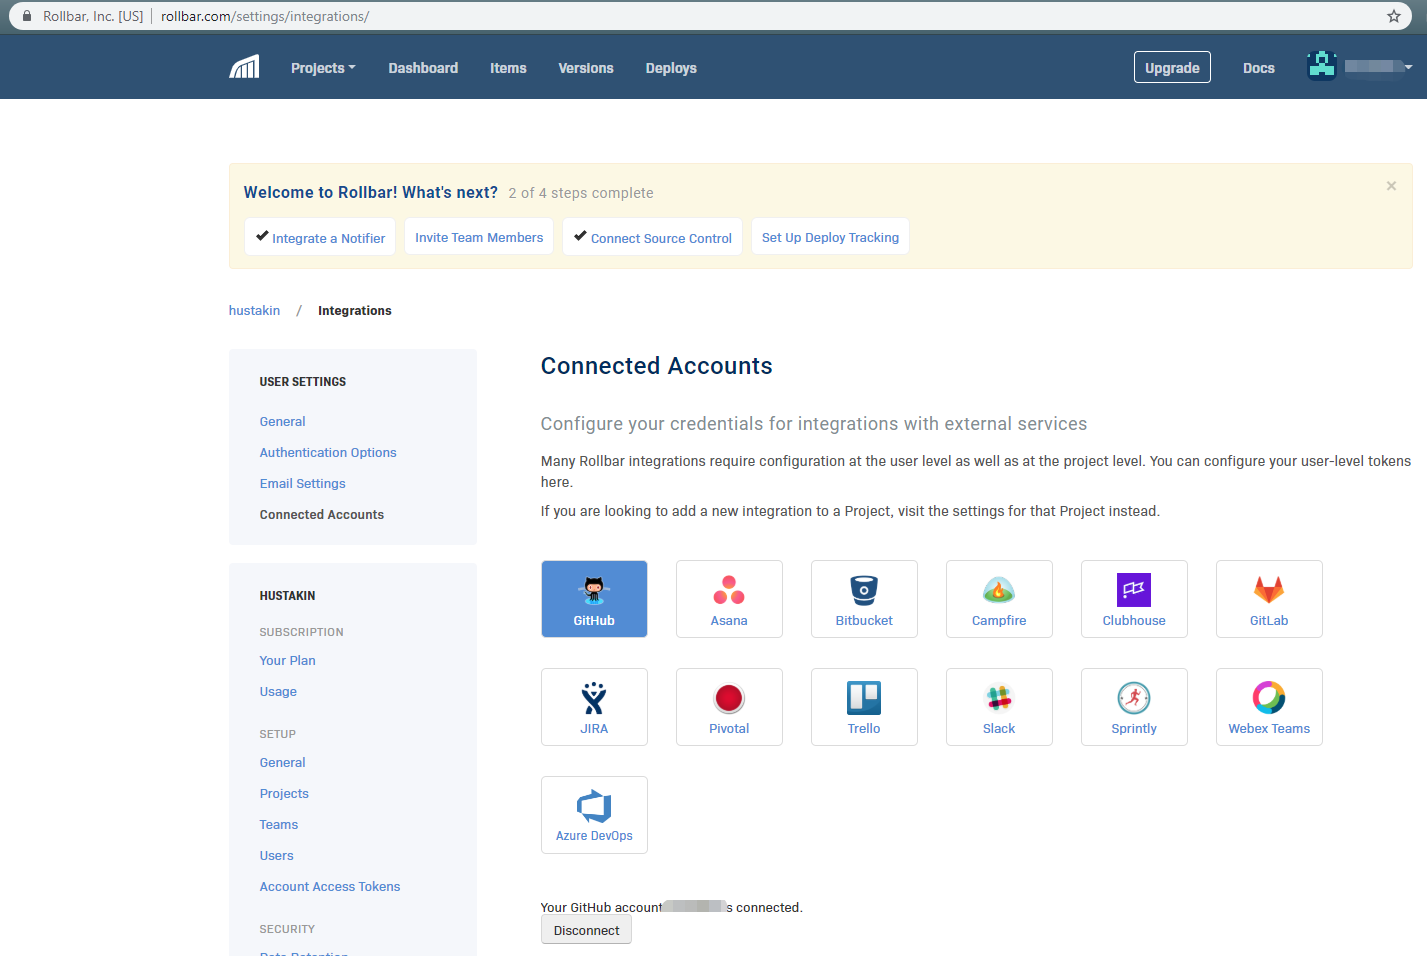 Rollbar, Inc. [US] rollbar.com/settings/integrations/
Projects Dashboard Items Versions Deploys Upgrade Docs
Welcome to Rollbar! What's next? 2 of 4 steps complete ×
Integrate a Notifier Invite Team Members Connect Source Control Set Up Deploy Tracking
hustakin / Integrations
USER SETTINGS
General
Authentication Options
Email Settings
Connected Accounts
HUSTAKIN
SUBSCRIPTION
Your Plan
Usage
SETUP
General
Projects
Teams
Users
Account Access Tokens
SECURITY
Data Retention
Connected Accounts
Configure your credentials for integrations with external services
Many Rollbar integrations require configuration at the user level as well as at the project level. You can configure your user-level tokens
here.
If you are looking to add a new integration to a Project, visit the settings for that Project instead.
GitHub Asana Bitbucket Campfire Clubhouse GitLab
JIRA Pivotal Trello Slack Sprintly Webex Teams
Azure DevOps
Your GitHub account s connected.
Disconnect